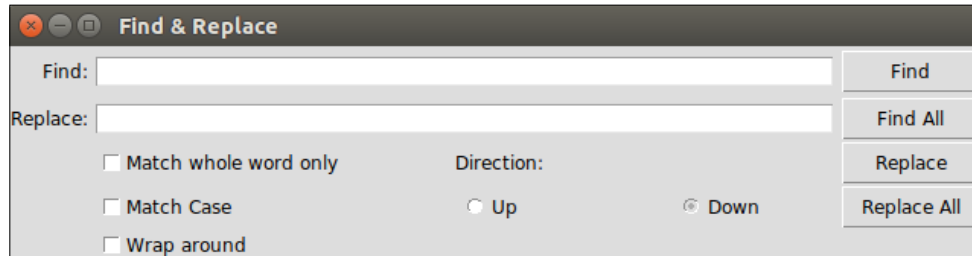 Find & Replace
Find: Find
Replace: Find All
Match whole word only Direction: Replace
Match Case Up Down Replace All
Wrap around